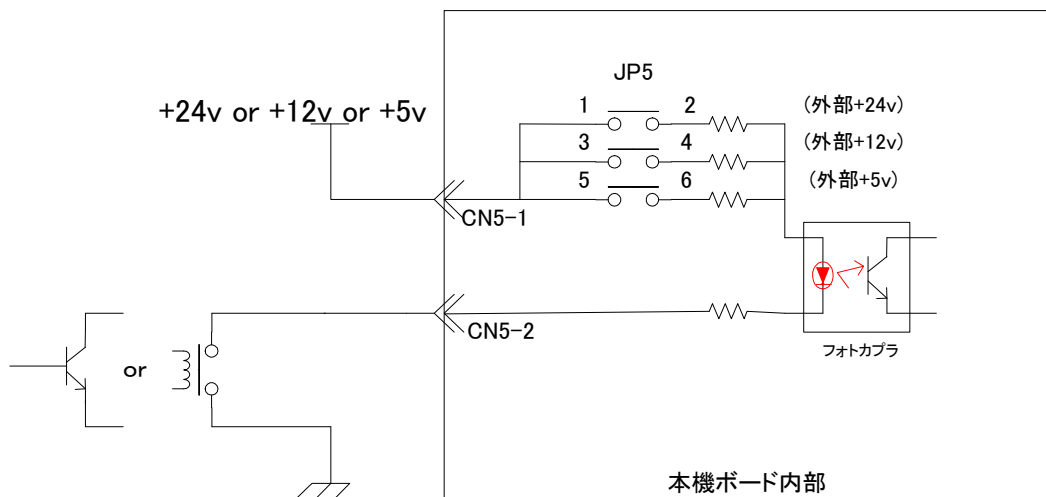 JP5
+24v or +12v or +5v
1 2 (外部+24v)
3 4 (外部+12v)
5 6 (外部+5v)
CN5-1
CN5-2
フォトカプラ
or
本機ボード内部